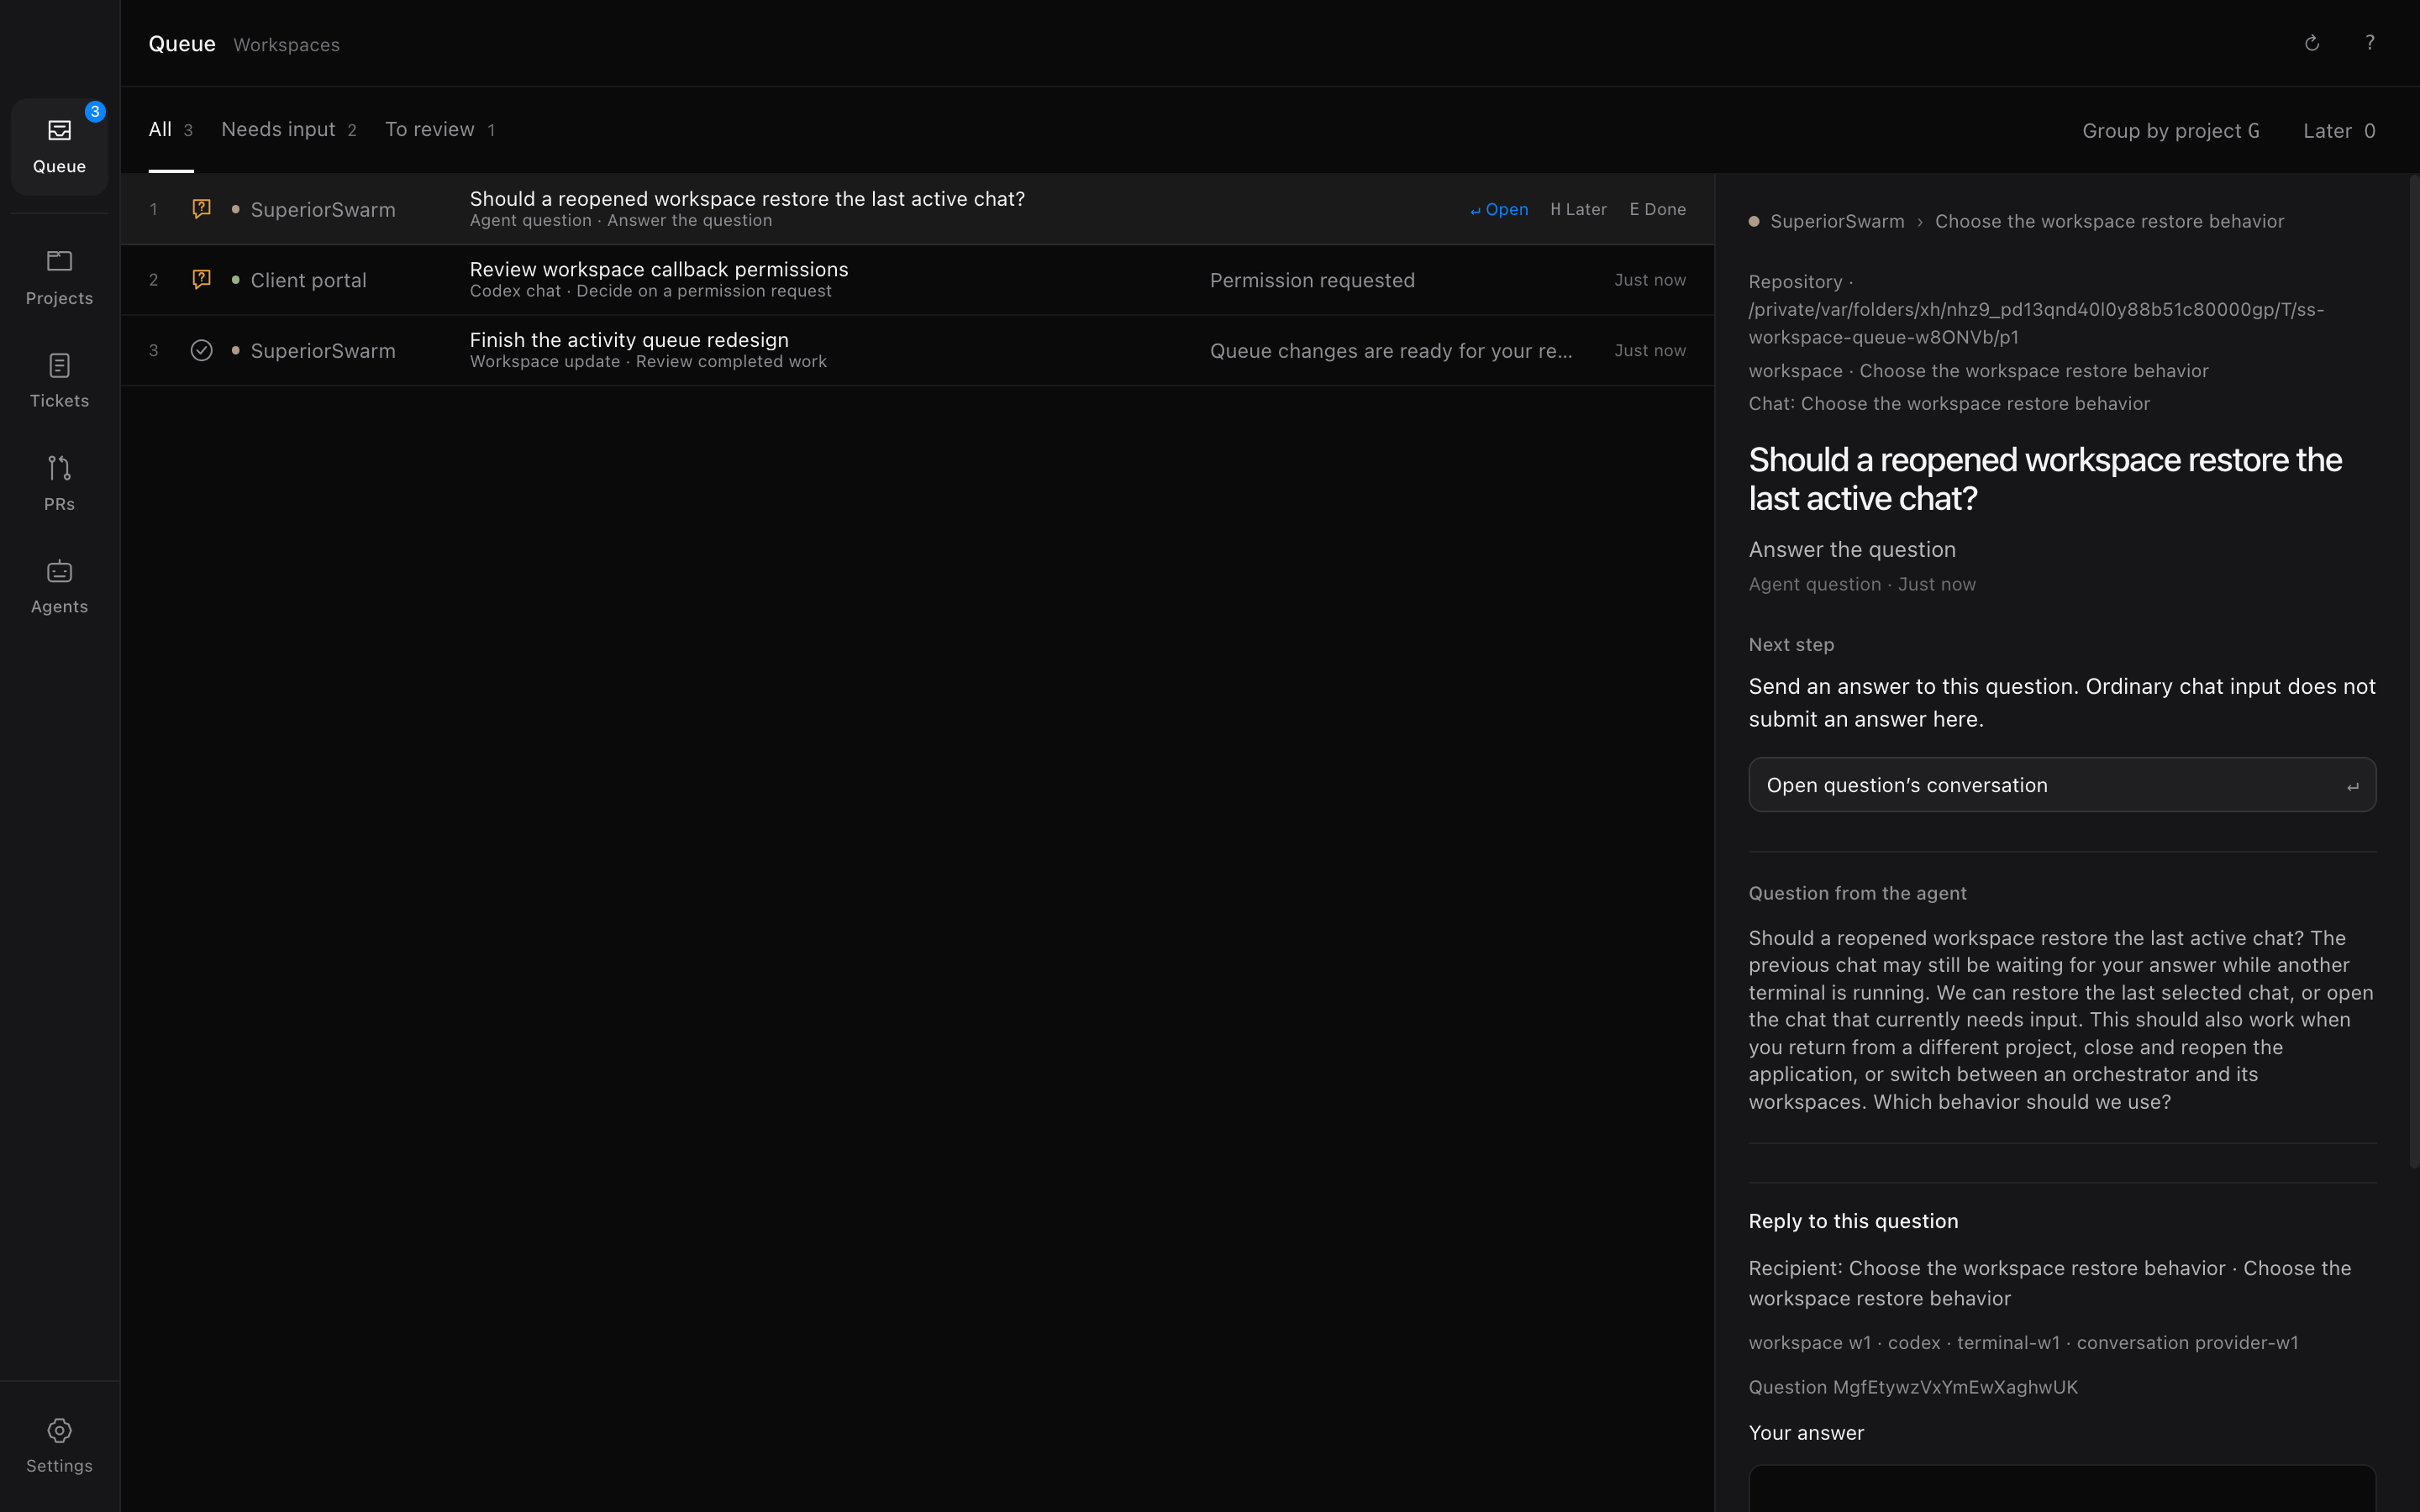 Queue Workspaces
?
3
Queue
Projects
Tickets
PRs
Agents
Settings
All 3 Needs input 2 To review 1
Group by project G Later 0
1 SuperiorSwarm Should a reopened workspace restore the last active chat?
Agent question · Answer the question
↵ Open H Later E Done
2 Client portal Review workspace callback permissions
Codex chat · Decide on a permission request
Permission requested Just now
3 SuperiorSwarm Finish the activity queue redesign
Workspace update · Review completed work
Queue changes are ready for your re... Just now
SuperiorSwarm › Choose the workspace restore behavior
Repository ·
/private/var/folders/xh/nhz9_pd13qnd40l0y88b51c80000gp/T/ss-
workspace-queue-w8ONVb/p1
workspace · Choose the workspace restore behavior
Chat: Choose the workspace restore behavior
Should a reopened workspace restore the
last active chat?
Answer the question
Agent question · Just now
Next step
Send an answer to this question. Ordinary chat input does not
submit an answer here.
Open question’s conversation ↵
Question from the agent
Should a reopened workspace restore the last active chat? The
previous chat may still be waiting for your answer while another
terminal is running. We can restore the last selected chat, or open
the chat that currently needs input. This should also work when
you return from a different project, close and reopen the
application, or switch between an orchestrator and its
workspaces. Which behavior should we use?
Reply to this question
Recipient: Choose the workspace restore behavior · Choose the
workspace restore behavior
workspace w1 · codex · terminal-w1 · conversation provider-w1
Question MgfEtywzVxYmEwXaghwUK
Your answer